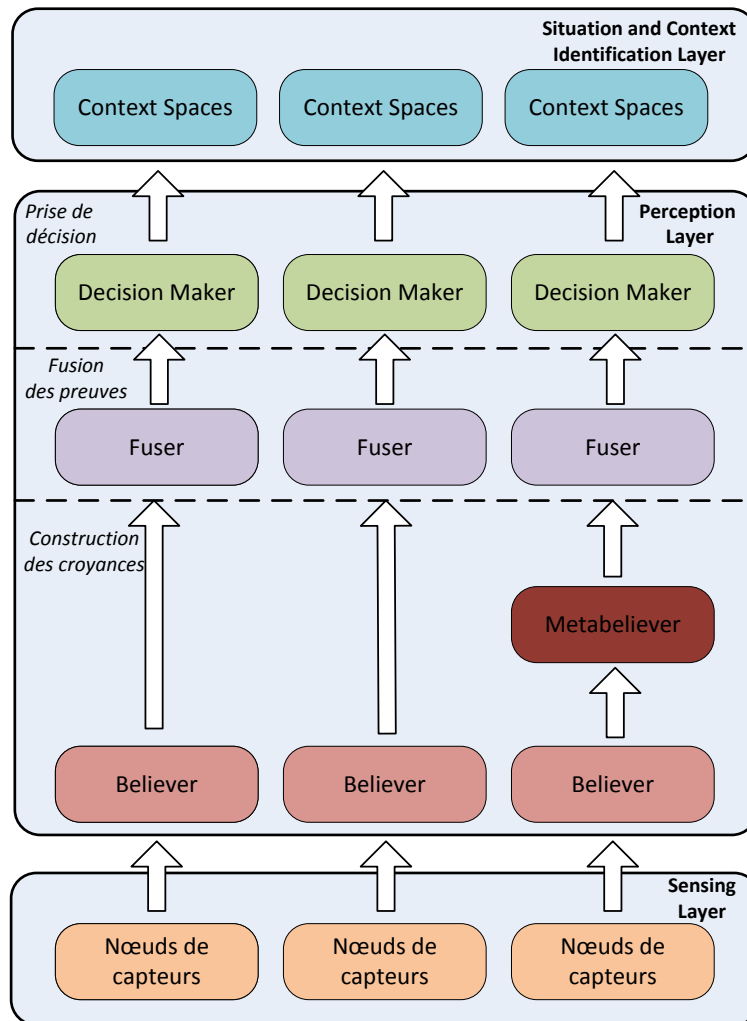 Situation and Context
Identification Layer
Context Spaces
Context Spaces
Context Spaces
Prise de
décision
Perception
Layer
Decision Maker
Decision Maker
Decision Maker
Fusion
des preuves
Fuser
Fuser
Fuser
Construction
des croyances
Metabeliever
Believer
Believer
Believer
Sensing
Layer
Nœuds de
capteurs
Nœuds de
capteurs
Nœuds de
capteurs